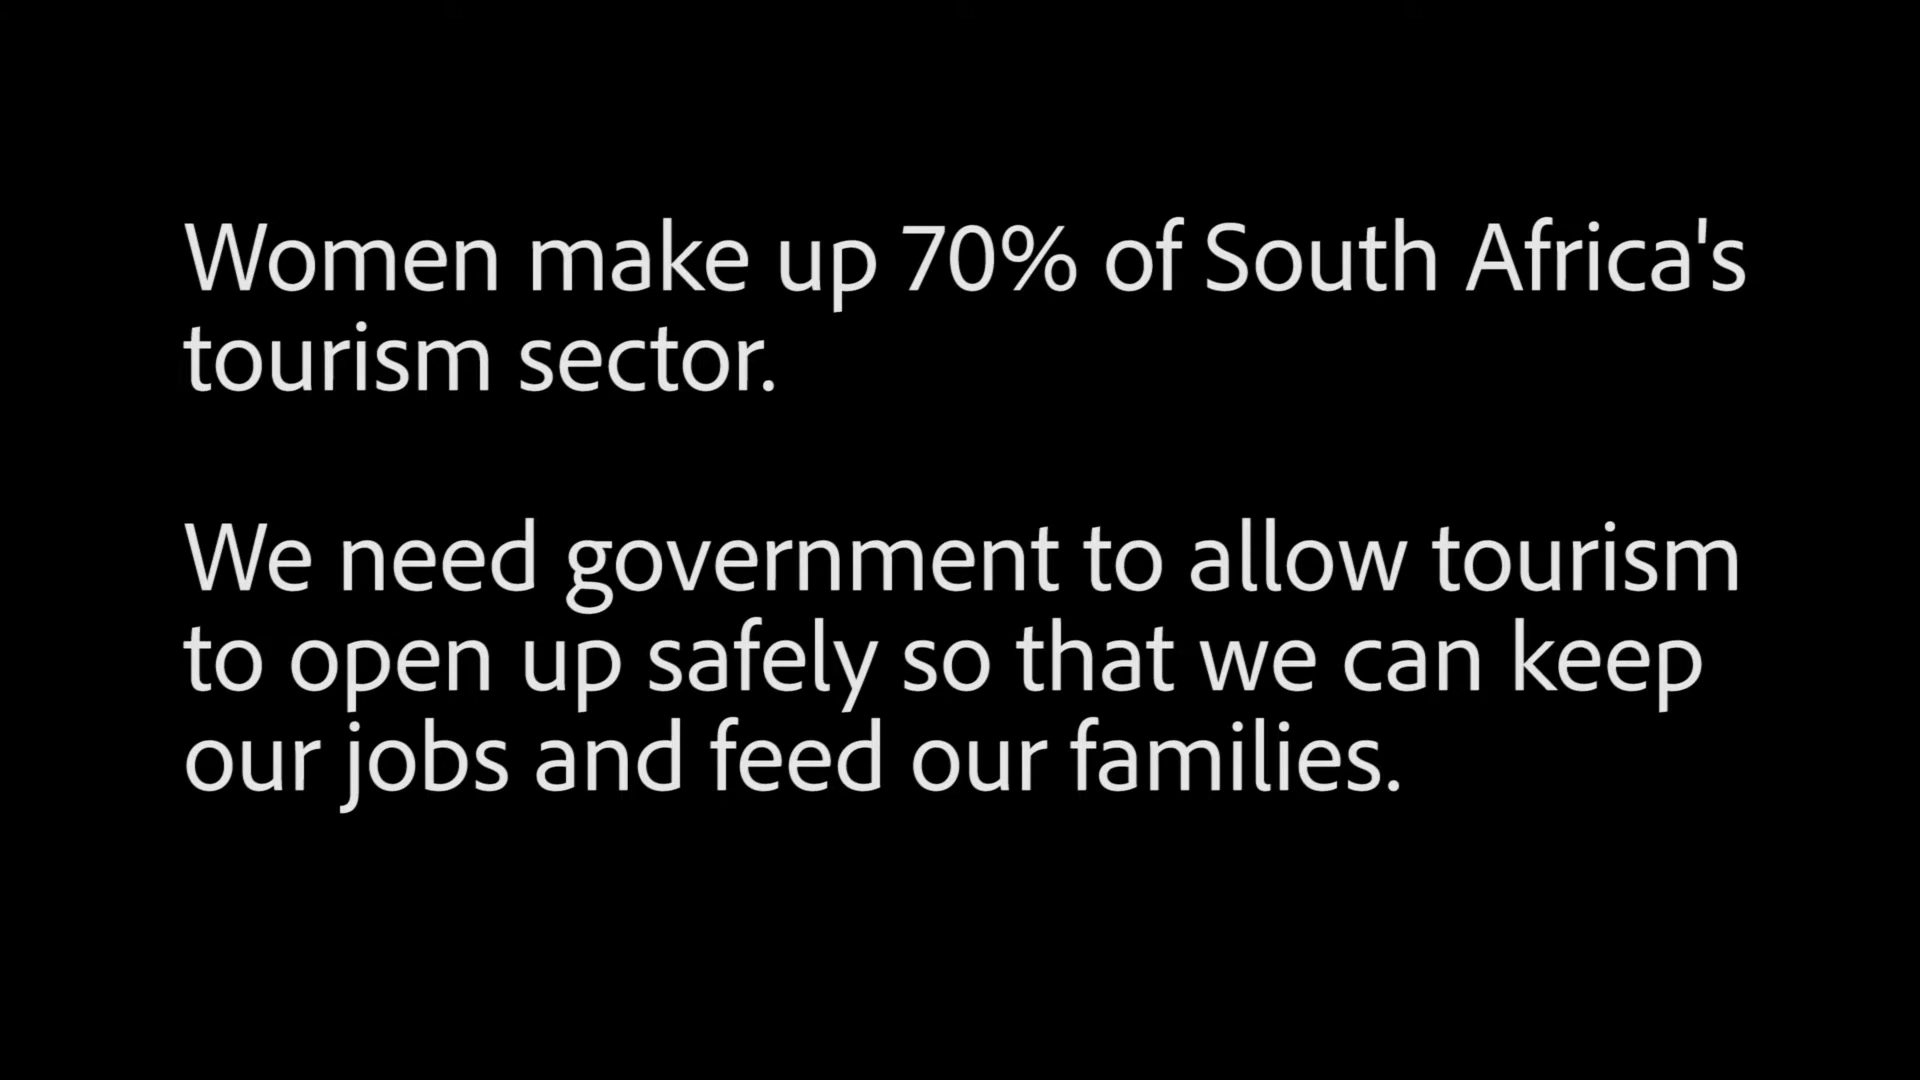 Women make up 70% of South Africa's
tourism sector.
We need government to allow tourism
to open up safely so that we can keep
our jobs and feed our families.